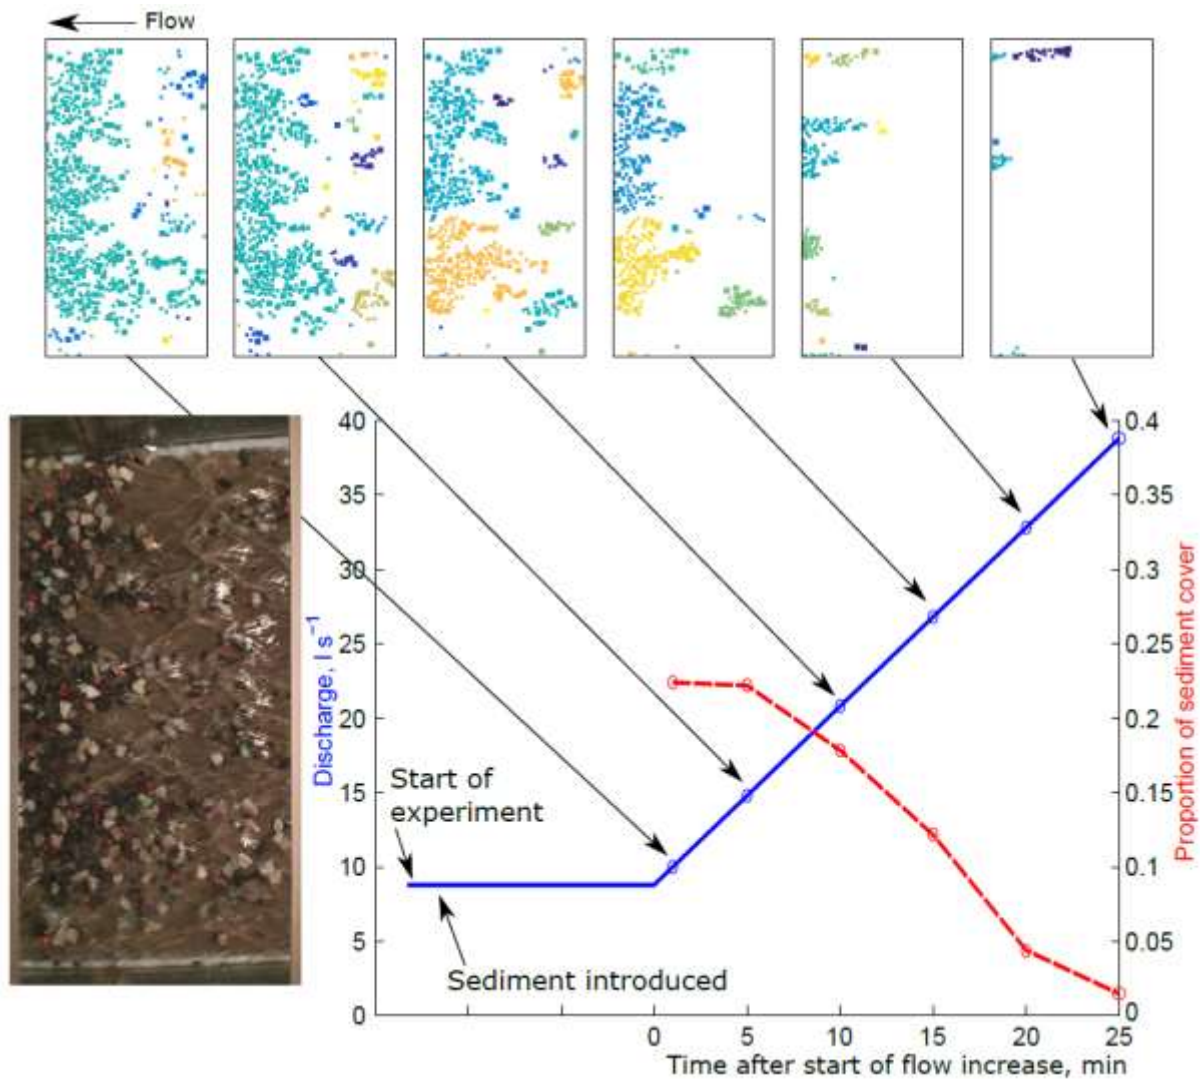 Flow
40
35
30
25
20
15
10
5
0
Discharge, l s⁻¹
0.4
0.35
0.3
0.25
0.2
0.15
0.1
0.05
0
Proportion of sediment cover
Start of
experiment
Sediment introduced
0 5 10 15 20 25
Time after start of flow increase, min